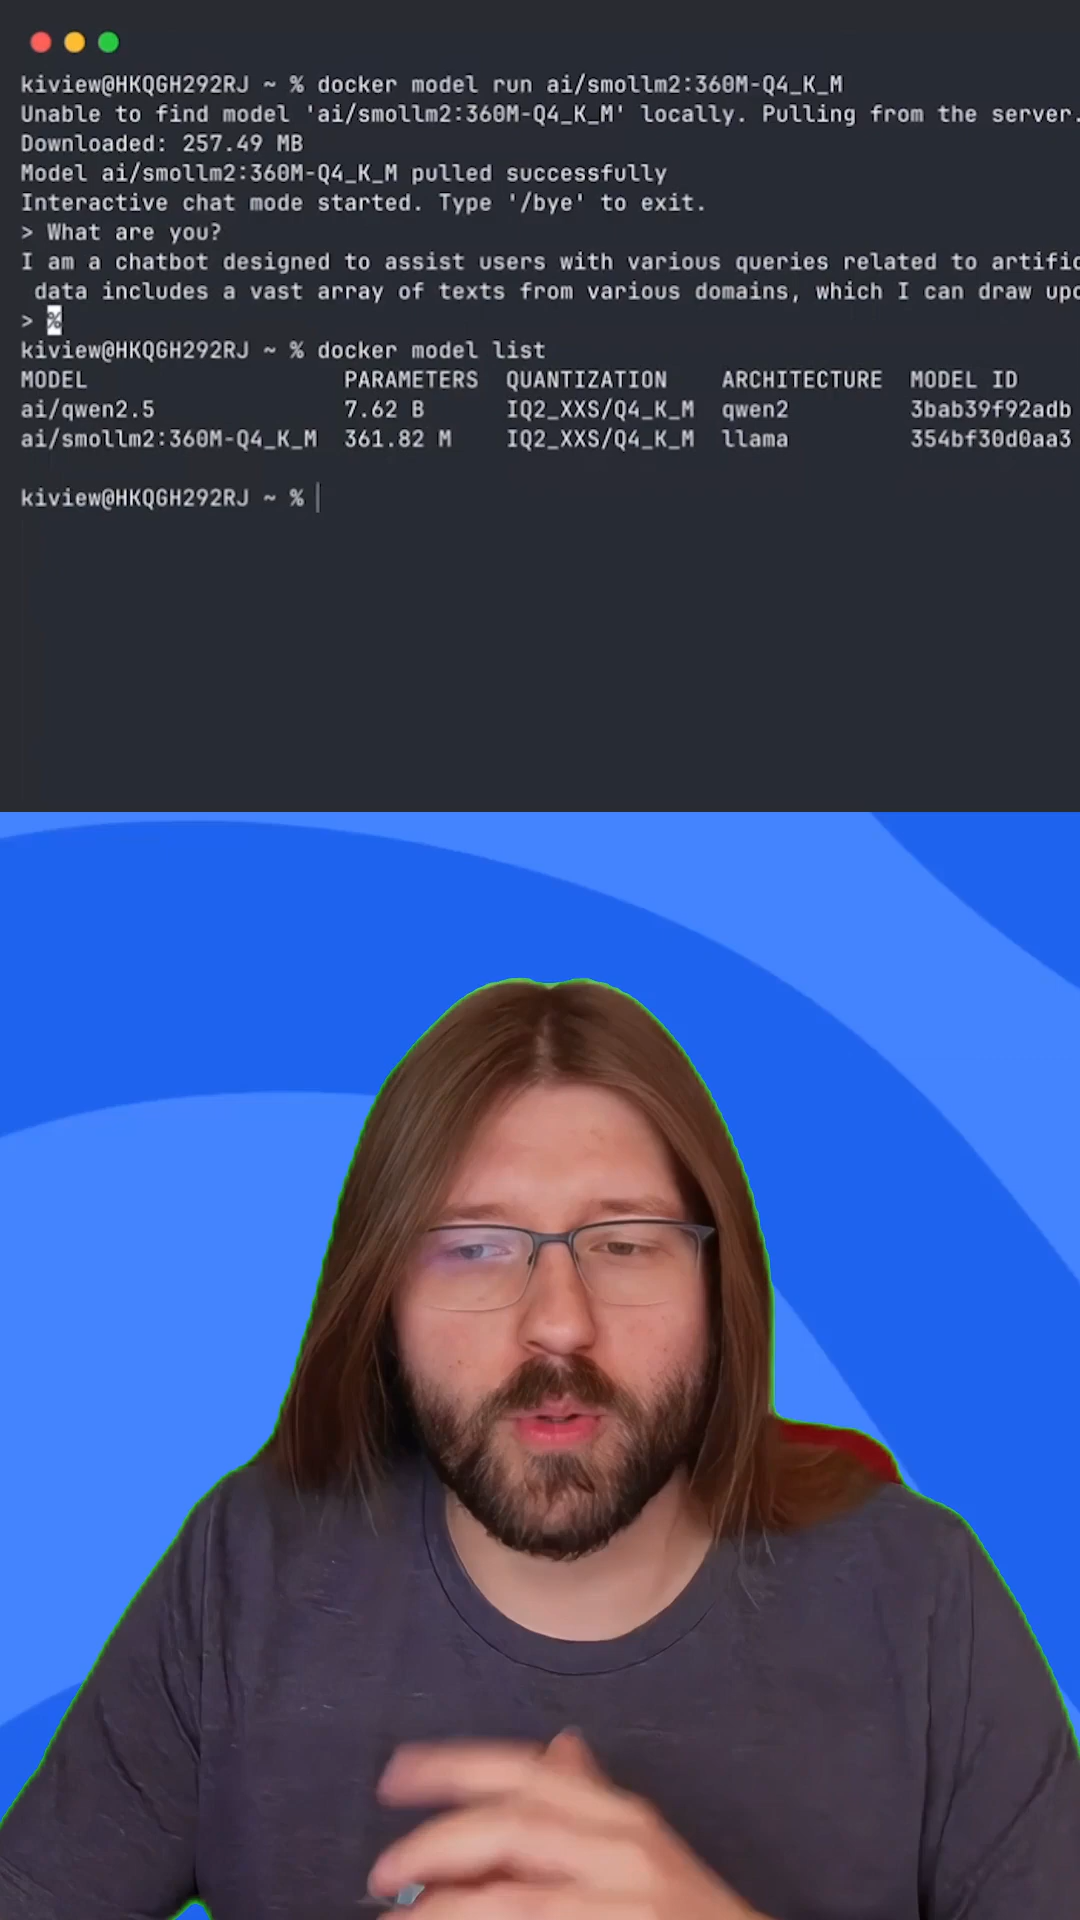 kiview@HKQGH292RJ ~ % docker model run ai/smollm2:360M-Q4_K_M
Unable to find model 'ai/smollm2:360M-Q4_K_M' locally. Pulling from the server.
Downloaded: 257.49 MB
Model ai/smollm2:360M-Q4_K_M pulled successfully
Interactive chat mode started. Type '/bye' to exit.
> What are you?
I am a chatbot designed to assist users with various queries related to
data includes a vast array of texts from various domains, which I can draw
> %
kiview@HKQGH292RJ ~ % docker model list
MODEL PARAMETERS QUANTIZATION ARCHITECTURE MODEL ID
ai/qwen2.5 7.62 B IQ2_XXS/Q4_K_M qwen2 3bab39f92adb
ai/smollm2:360M-Q4_K_M 361.82 M IQ2_XXS/Q4_K_M llama 354bf30d0aa3
kiview@HKQGH292RJ ~ %